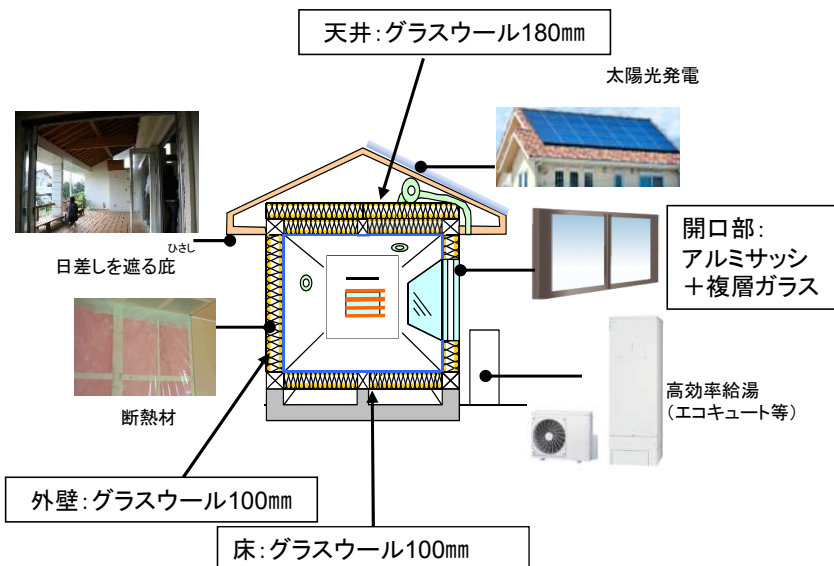 天井：グラスウール180㎜
太陽光発電
開口部：
アルミサッシ
＋複層ガラス
ひさし
日差しを遮る庇
断熱材
高効率給湯
（エコキュート等）
外壁：グラスウール100㎜
床：グラスウール100㎜